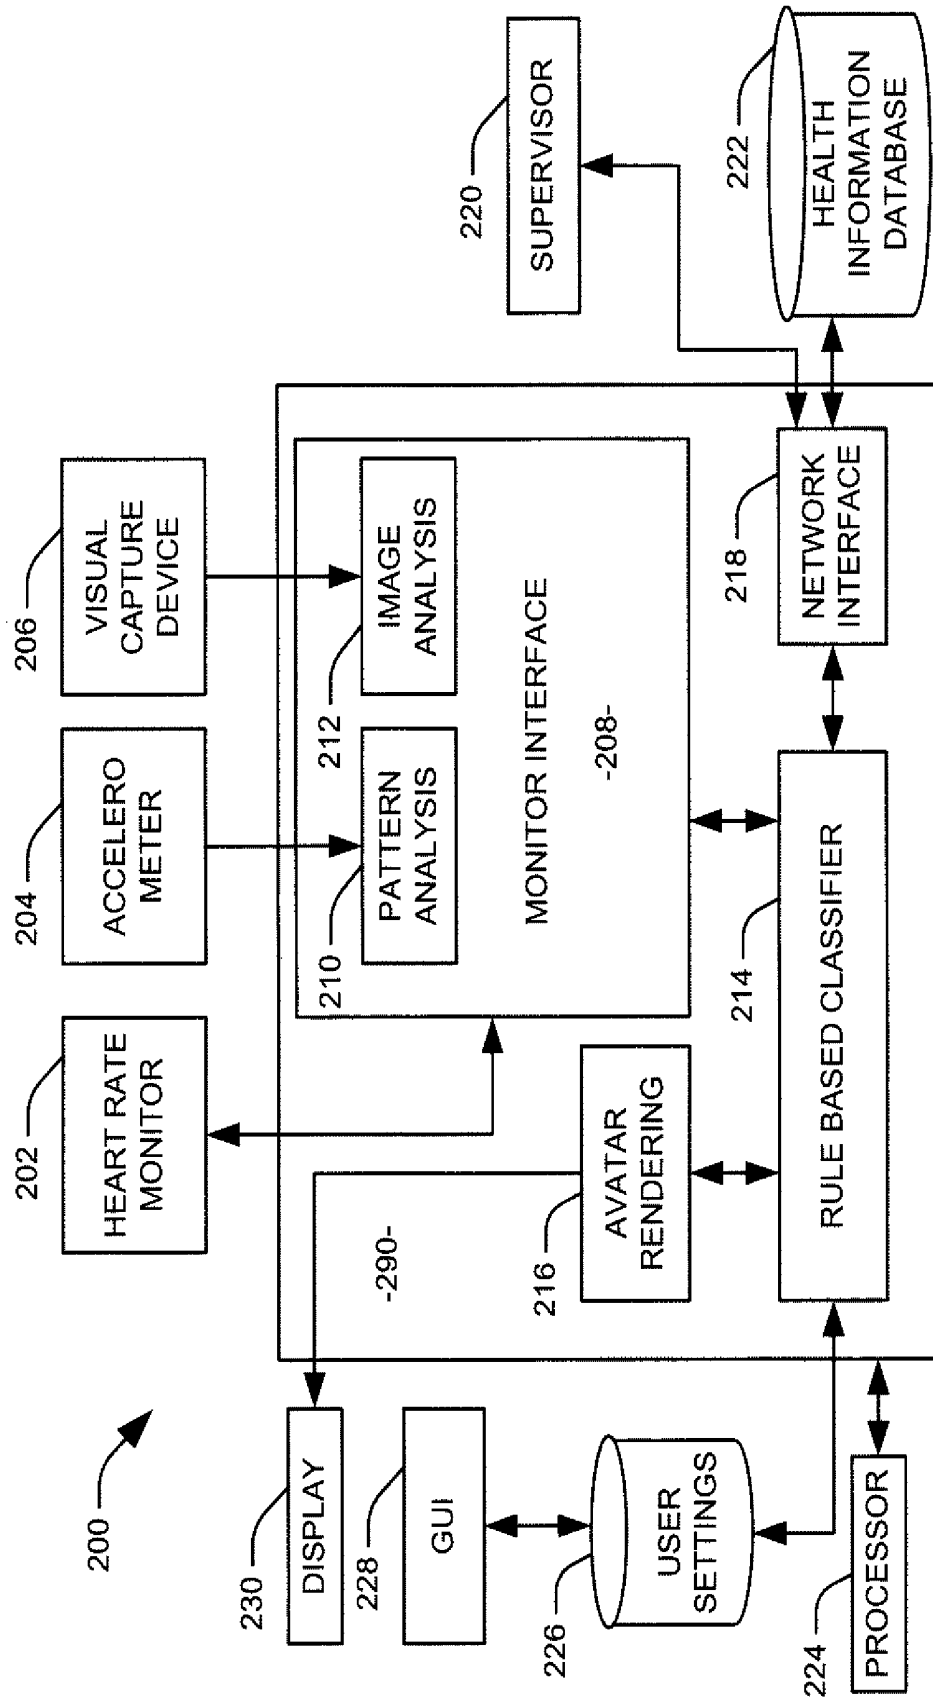 200
202
HEART RATE
MONITOR
204
ACCELERO
METER
206
VISUAL
CAPTURE
DEVICE
230
DISPLAY
228
GUI
226
USER
SETTINGS
224
PROCESSOR
-290-
216
AVATAR
RENDERING
210
PATTERN
ANALYSIS
212
IMAGE
ANALYSIS
MONITOR INTERFACE
-208-
214
RULE BASED CLASSIFIER
218
NETWORK
INTERFACE
220
SUPERVISOR
222
HEALTH
INFORMATION
DATABASE